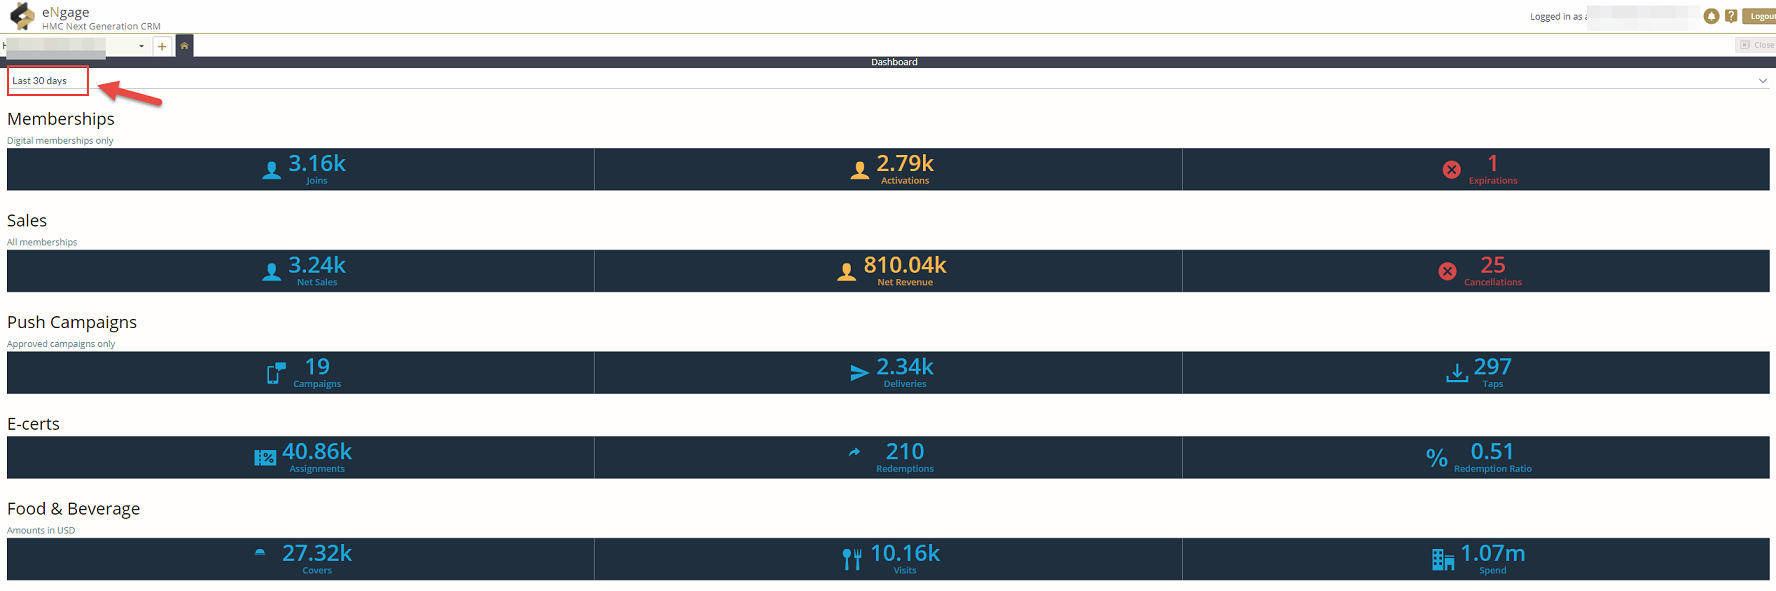 eNgage
HMC Next Generation CRM
Logged in as
Logout
Close
Dashboard
Last 30 days
Memberships
Digital memberships only
3.16k
Joins
2.79k
Activations
1
Expirations
Sales
All memberships
3.24k
Net Sales
810.04k
Net Revenue
25
Cancellations
Push Campaigns
Approved campaigns only
19
Campaigns
2.34k
Deliveries
297
Taps
E-certs
40.86k
Assignments
210
Redemptions
%
0.51
Redemption Ratio
Food & Beverage
Amounts in USD
27.32k
Covers
10.16k
Visits
1.07m
Spend